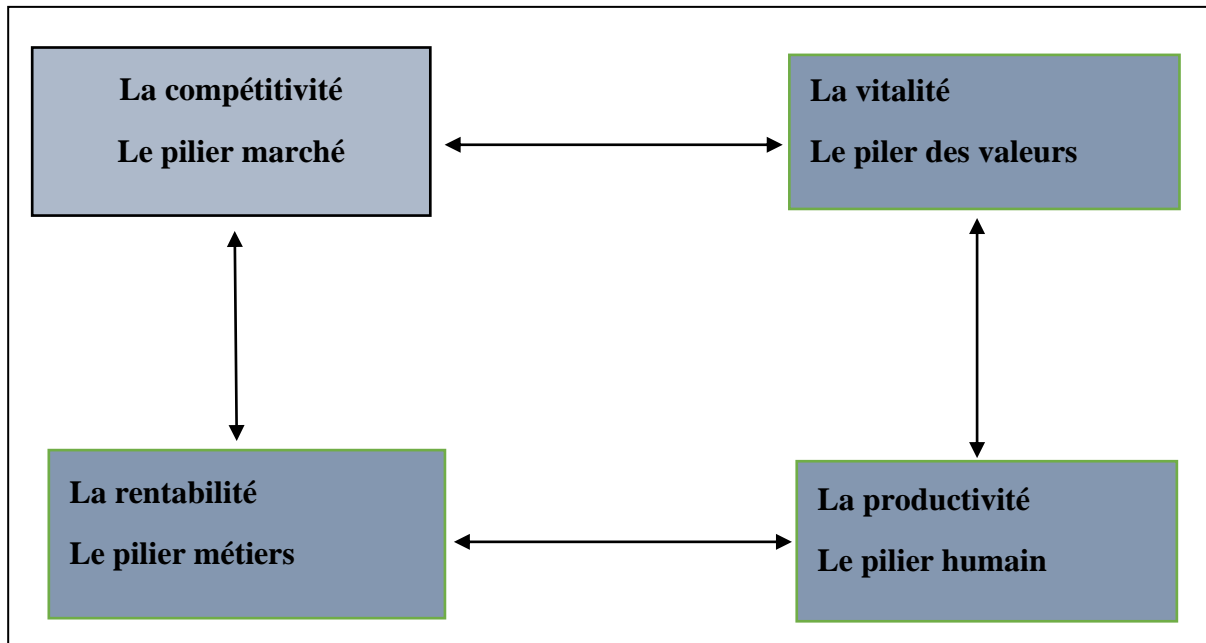 La compétitivité
Le pilier marché
La vitalité
Le piler des valeurs
La rentabilité
Le pilier métiers
La productivité
Le pilier humain